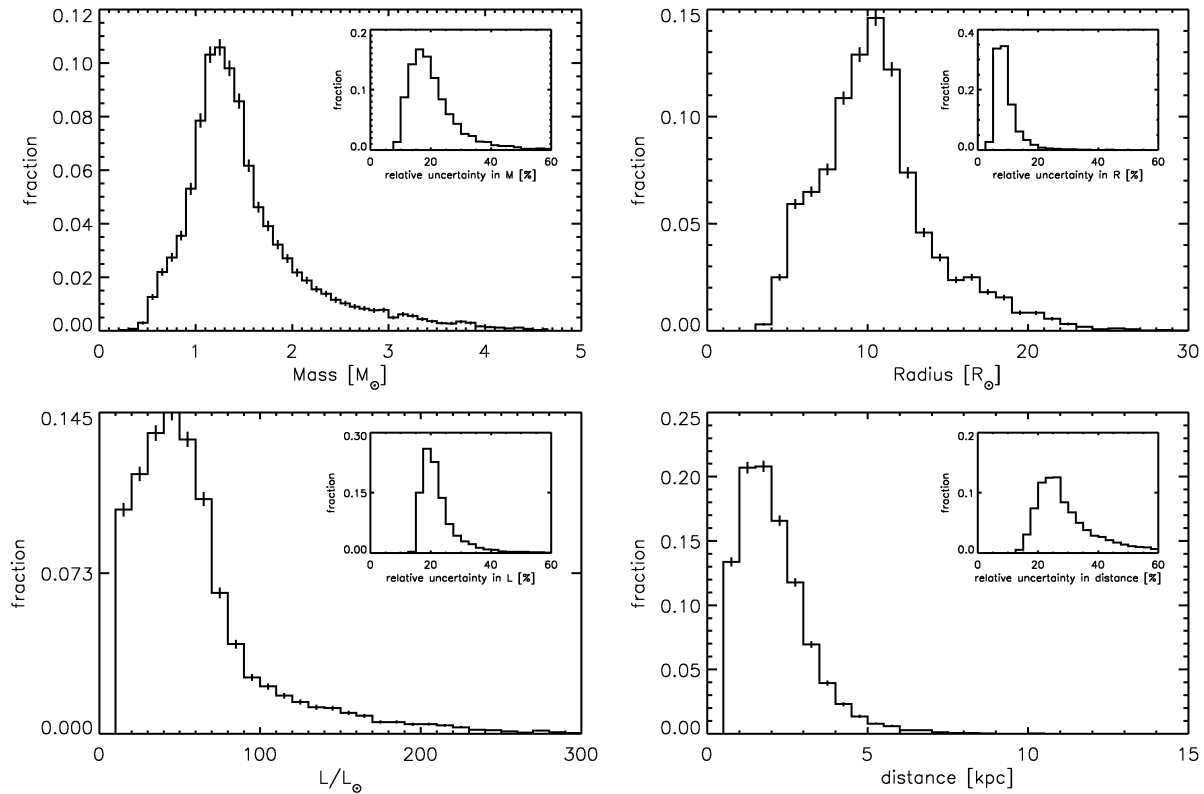 0.12
0.10
0.08
0.06
0.04
0.02
0.00
fraction
0 1 2 3 4 5
Mass [M⊙]
0.2
0.1
0.0
fraction
0 20 40 60
relative uncertainty in M [%]
0.15
0.10
0.05
0.00
fraction
0 10 20 30
Radius [R⊙]
0.4
0.2
0.0
fraction
0 20 40 60
relative uncertainty in R [%]
0.145
0.073
0.000
fraction
0 100 200 300
L/L⊙
0.30
0.15
0.00
fraction
0 20 40 60
relative uncertainty in L [%]
0.25
0.20
0.15
0.10
0.05
0.00
fraction
0 5 10 15
distance [kpc]
0.2
0.1
0.0
fraction
0 20 40 60
relative uncertainty in distance [%]